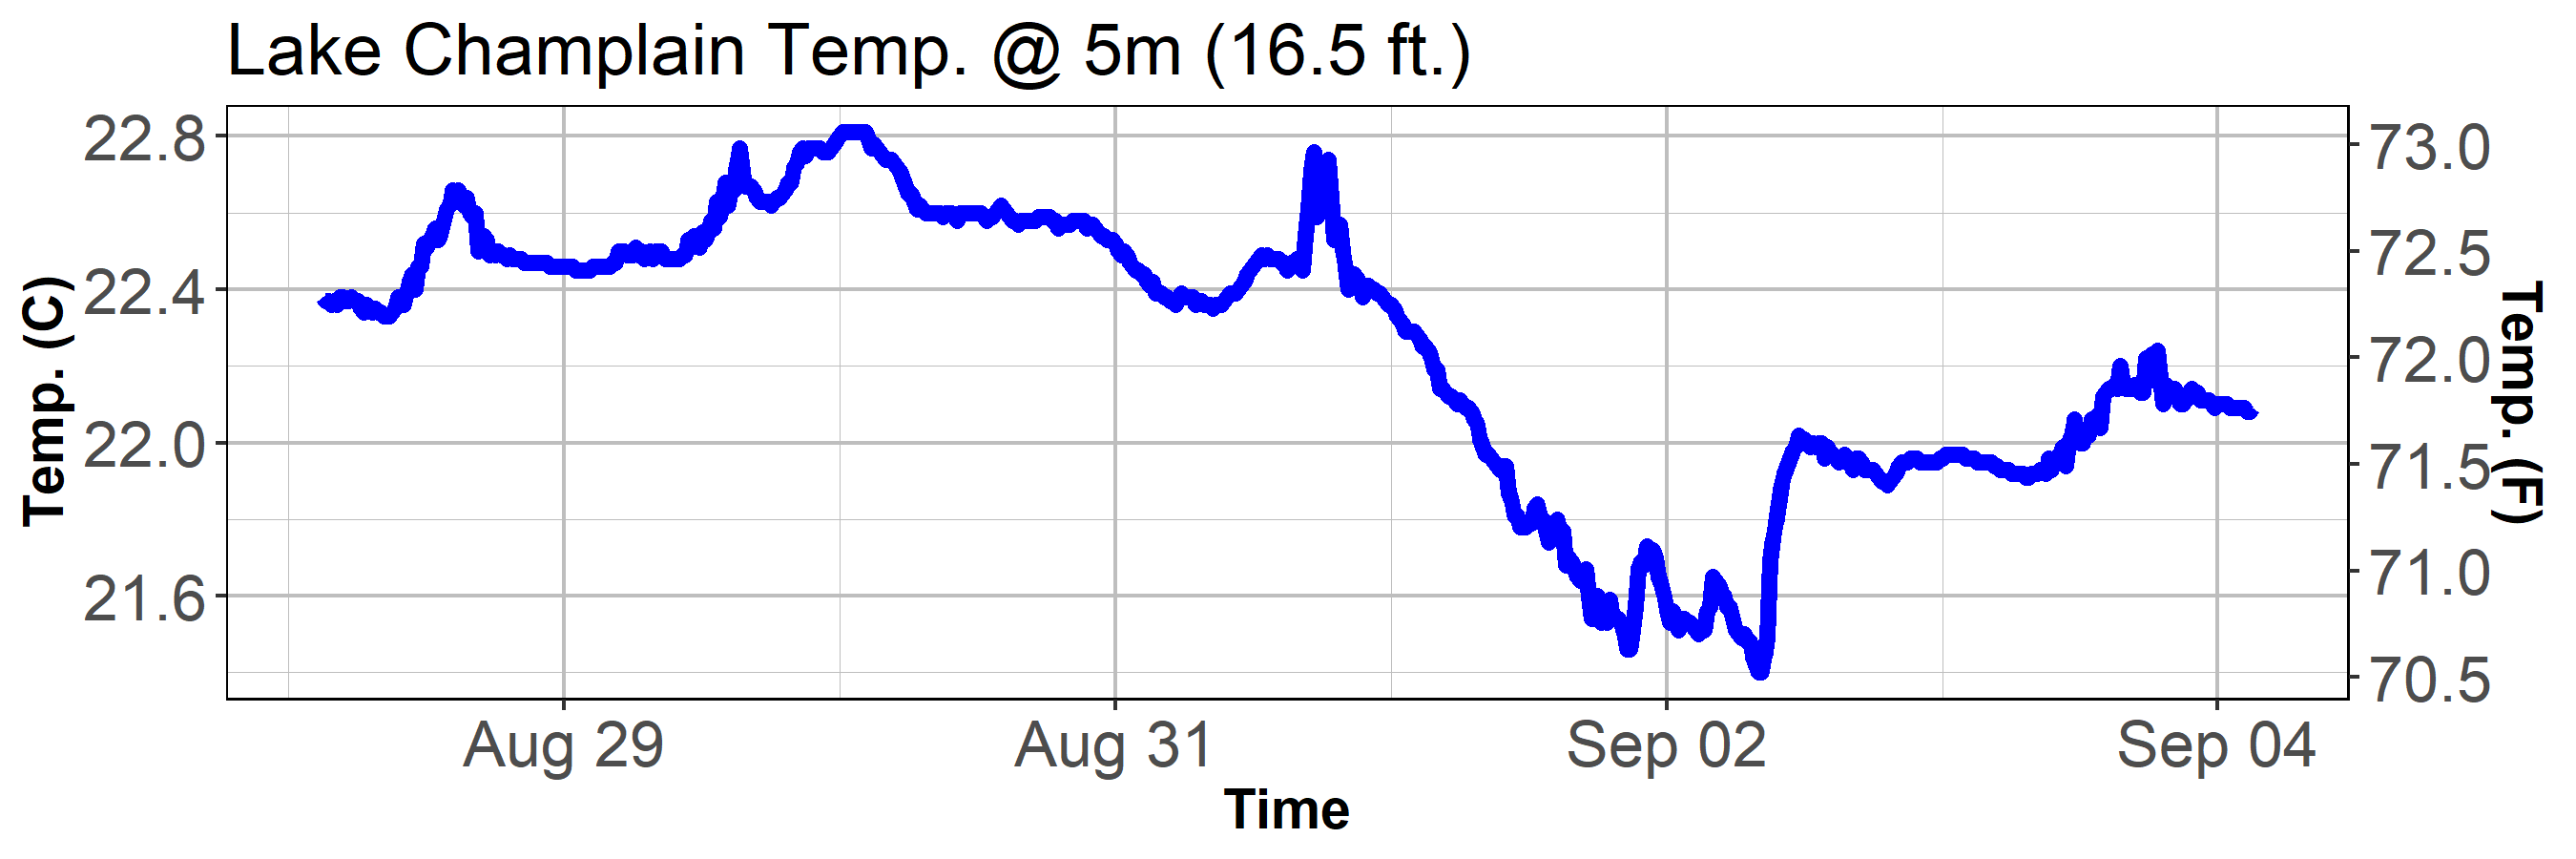 Lake Champlain Temp. @ 5m (16.5 ft.)
Temp. (C)
22.8
22.4
22.0
21.6
73.0
72.5
72.0
71.5
71.0
70.5
Temp. (F)
Aug 29
Aug 31
Sep 02
Sep 04
Time